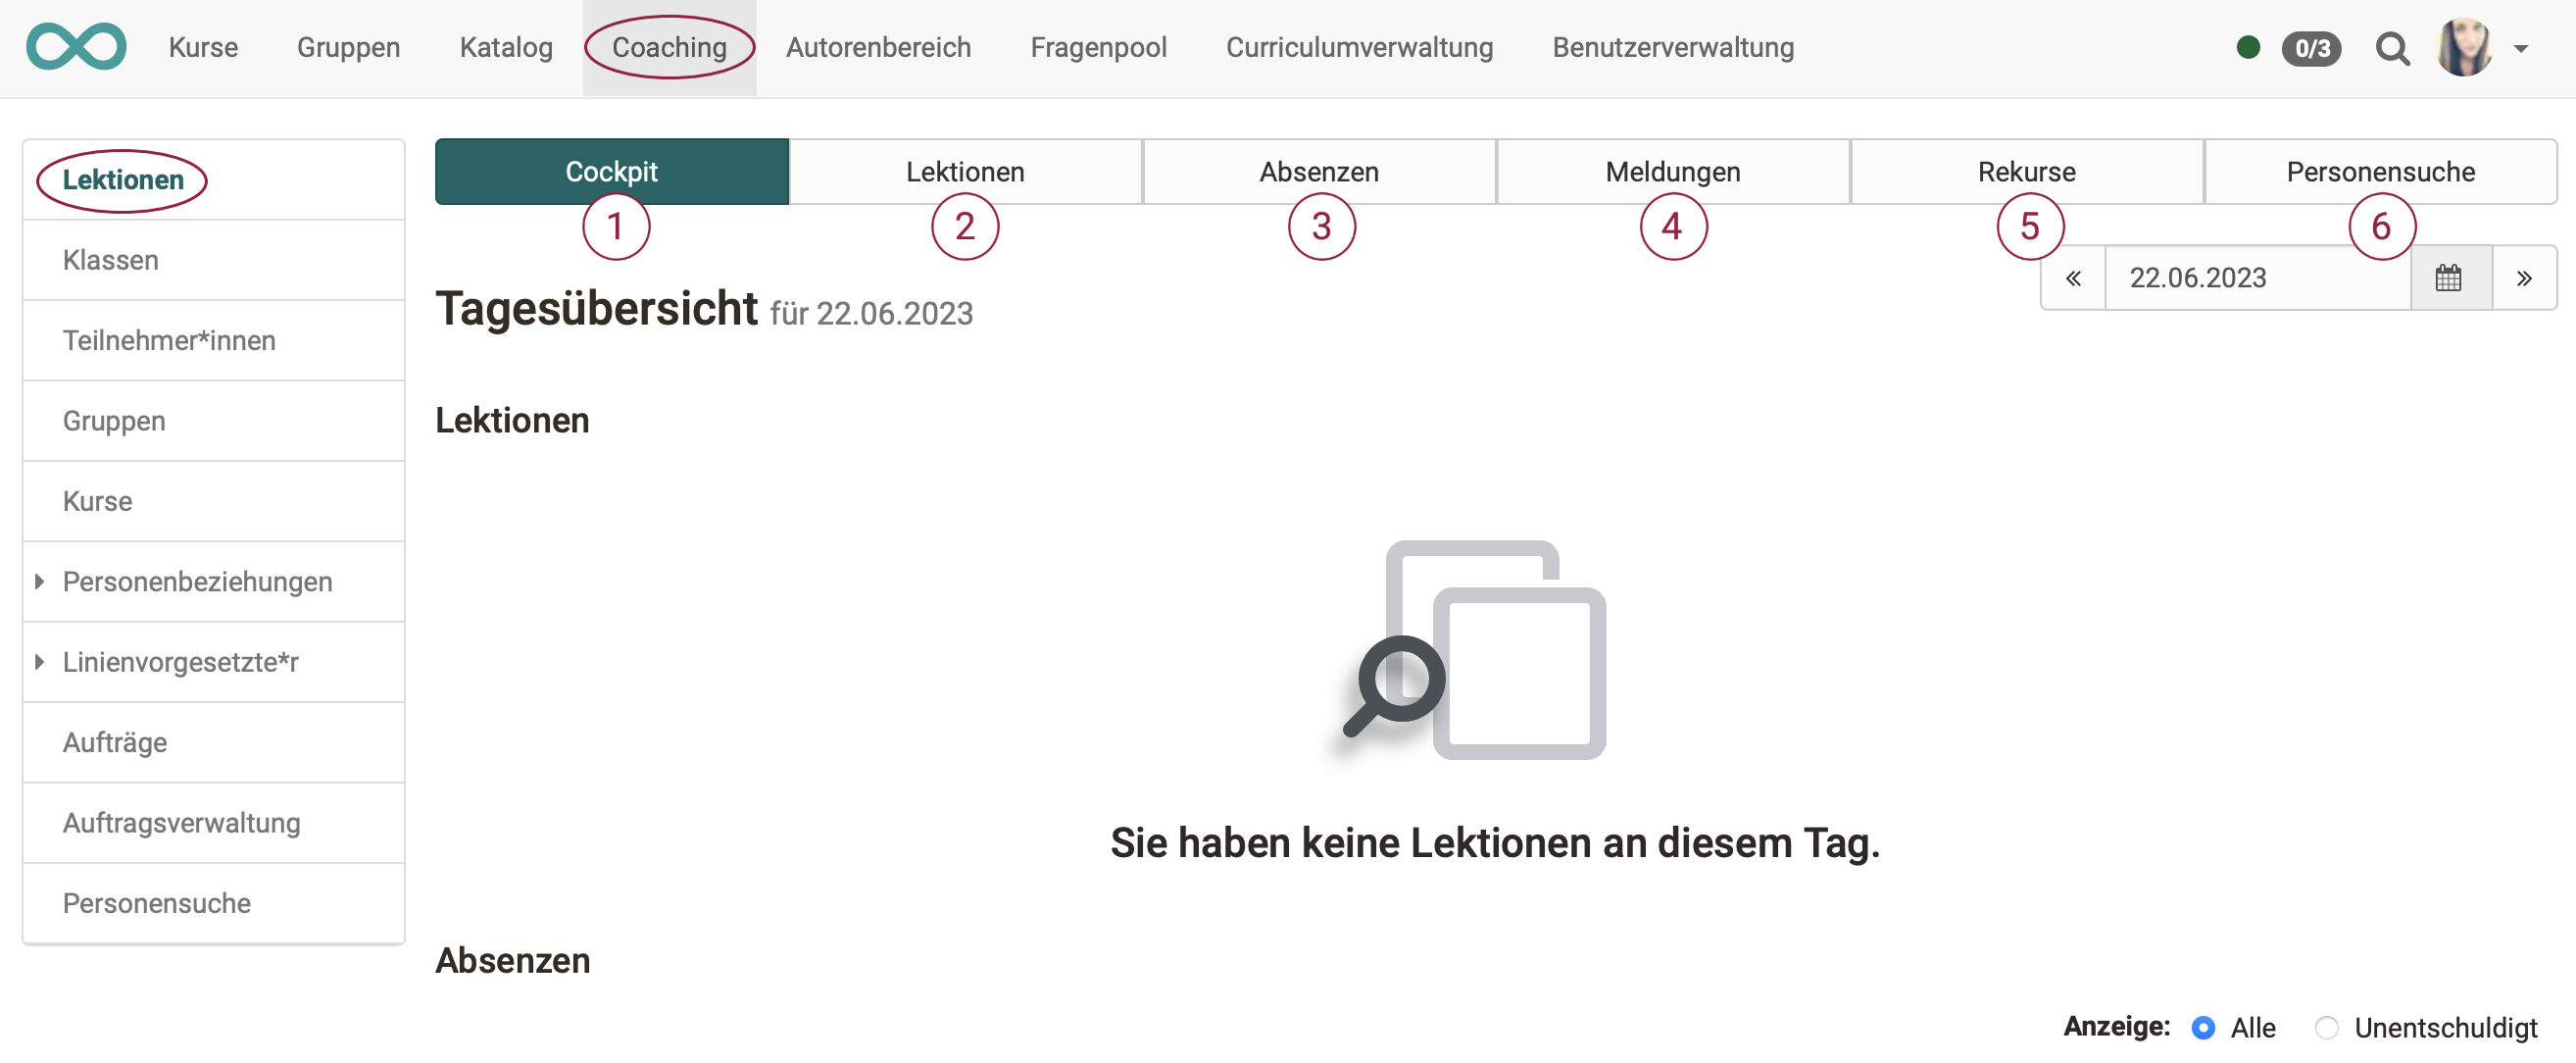 Kurse Gruppen Katalog Coaching Autorenbereich Fragenpool Curriculumverwaltung Benutzerverwaltung 0/3
Lektionen
Klassen
Teilnehmer*innen
Gruppen
Kurse
Personenbeziehungen
Linienvorgesetzte*r
Aufträge
Auftragsverwaltung
Personensuche
Cockpit Lektionen Absenzen Meldungen Rekurse Personensuche
1 2 3 4 5 6
« 22.06.2023 »
Tagesübersicht für 22.06.2023
Lektionen
Sie haben keine Lektionen an diesem Tag.
Absenzen
Anzeige: Alle Unentschuldigt